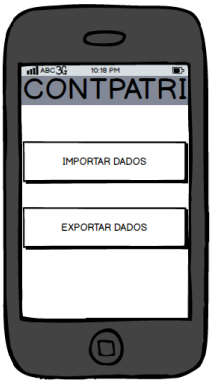 ABC 3G 10:18 PM
CONTPATRI
IMPORTAR DADOS
EXPORTAR DADOS